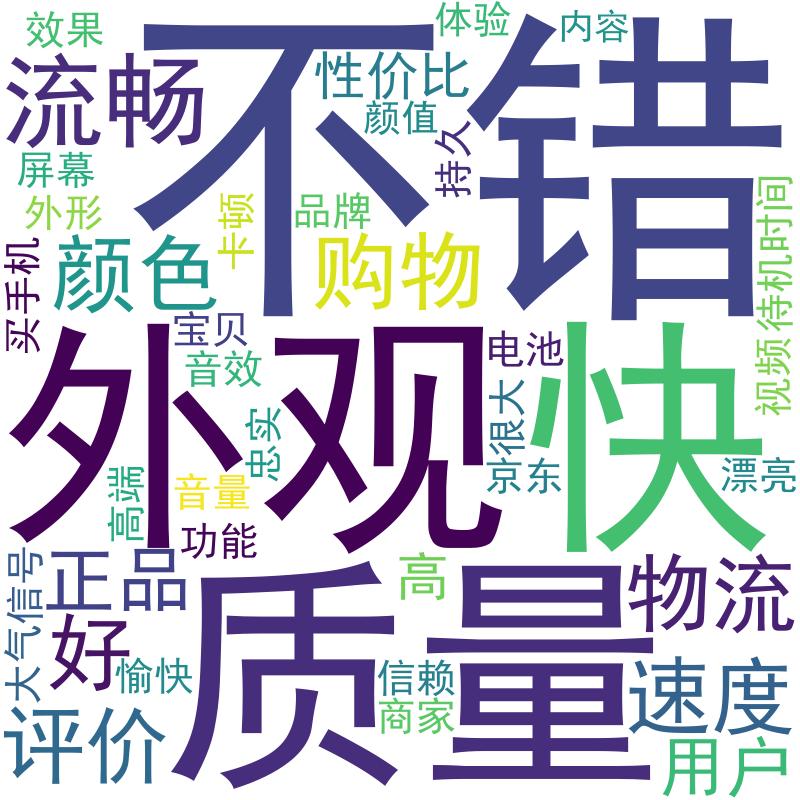 效果
体验
内容
不错
流畅
性价比
颜值
持久
屏幕
外形
卡顿
品牌
待机时间
颜色
购物
买手机
宝贝
电池
音效
视频
外观
快
很大
忠实
京东
漂亮
高端
音量
功能
大气
信号
正品
高
物流
质量
好
愉快
信赖
速度
商家
评价
用户